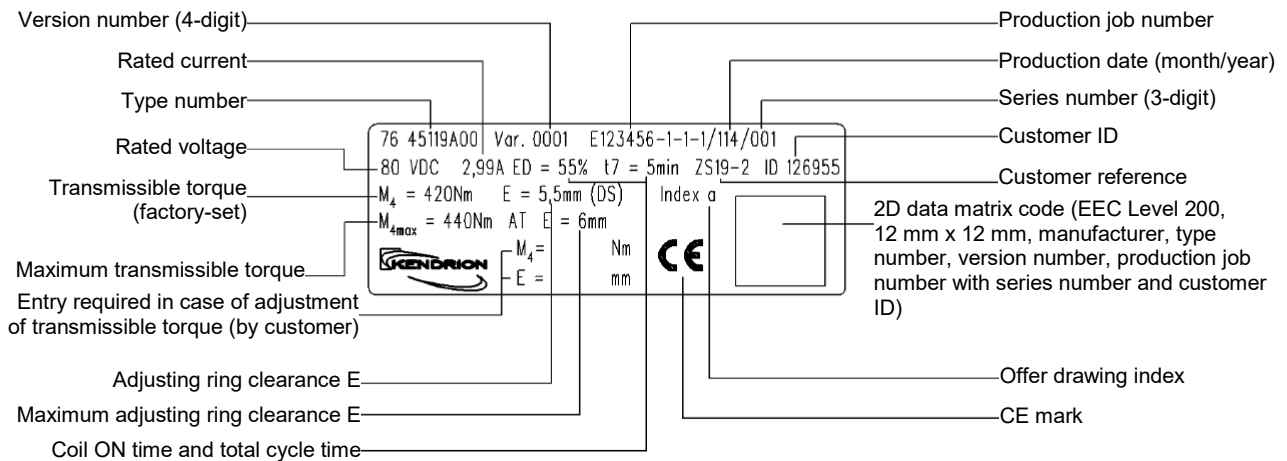 Version number (4-digit)
Rated current
Type number
Rated voltage
Transmissible torque
(factory-set)
Maximum transmissible torque
Entry required in case of adjustment
of transmissible torque (by customer)
Adjusting ring clearance E
Maximum adjusting ring clearance E
Coil ON time and total cycle time
76 45119A00 Var. 0001 E123456-1-1-1/114/001
80 VDC 2,99A ED = 55% t7 = 5min ZS19-2 ID 126955
M4 = 420Nm E = 5,5mm (DS) Index a
M4max = 440Nm AT E = 6mm
KENDRION
M4= Nm
E = mm
CE
Production job number
Production date (month/year)
Series number (3-digit)
Customer ID
Customer reference
2D data matrix code (EEC Level 200,
12 mm x 12 mm, manufacturer, type
number, version number, production job
number with series number and customer
ID)
Offer drawing index
CE mark